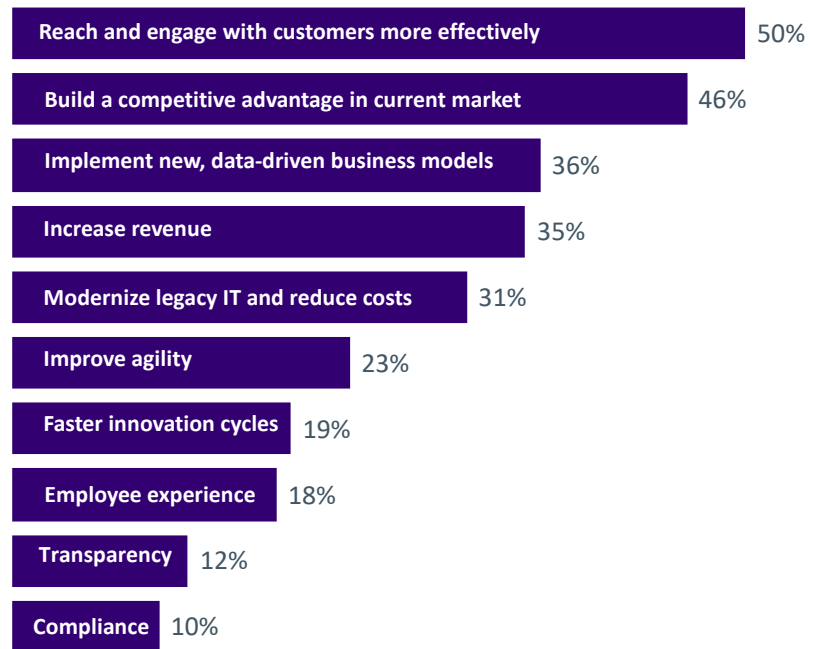 Reach and engage with customers more effectively 50%
Build a competitive advantage in current market 46%
Implement new, data-driven business models 36%
Increase revenue 35%
Modernize legacy IT and reduce costs 31%
Improve agility 23%
Faster innovation cycles 19%
Employee experience 18%
Transparency 12%
Compliance 10%